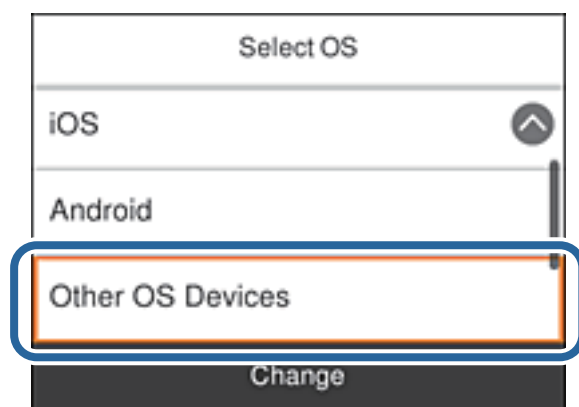 Select OS
iOS
Android
Other OS Devices
Change